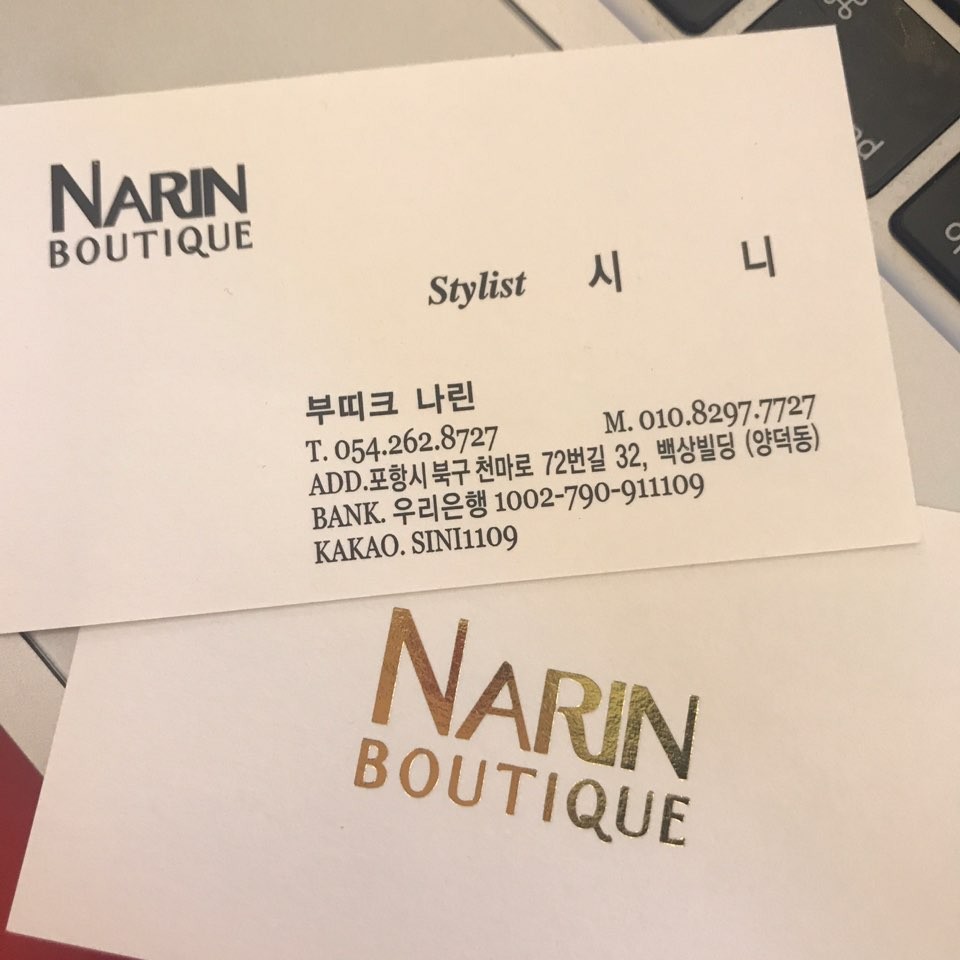 NARIN
BOUTIQUE
Stylist 시 니
부띠크 나린
T. 054.262.8727 M. 010.8297.7727
ADD.포항시 북구 천마로 72번길 32, 백상빌딩 (양덕동)
BANK. 우리은행 1002-790-911109
KAKAO. SINI1109
NARIN
BOUTIQUE
⌘